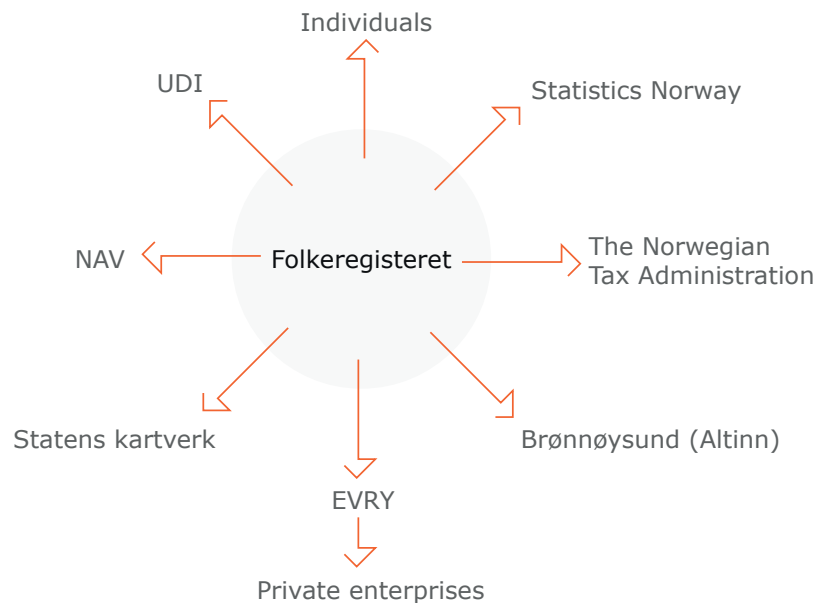 Individuals
UDI
Statistics Norway
NAV
Folkeregisteret
The Norwegian
Tax Administration
Statens kartverk
Brønnøysund (Altinn)
EVRY
Private enterprises